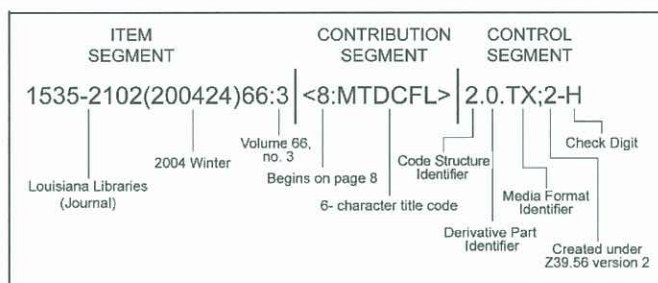 ITEM SEGMENT
CONTRIBUTION SEGMENT
CONTROL SEGMENT
1535-2102(200424)66:3 <8:MTDCFL> 2.0.TX;2-H
Louisiana Libraries
(Journal)
2004 Winter
Volume 66,
no. 3
Begins on page 8
6- character title code
Code Structure
Identifier
Derivative Part
Identifier
Media Format
Identifier
Check Digit
Created under
Z39.56 version 2